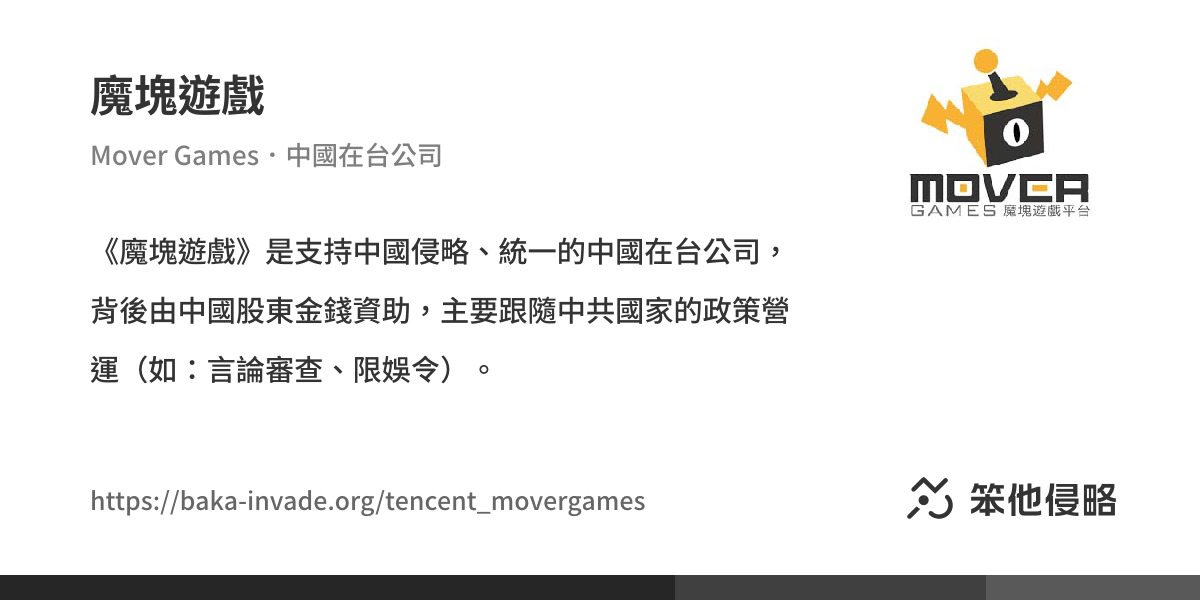 魔塊遊戲
Mover Games・中國在台公司
《魔塊遊戲》是支持中國侵略、統一的中國在台公司，
背後由中國股東金錢資助，主要跟隨中共國家的政策營
運（如：言論審查、限娛令）。
https://baka-invade.org/tencent_movergames
MOVER
GAMES 魔塊遊戲平台
笨他侵略